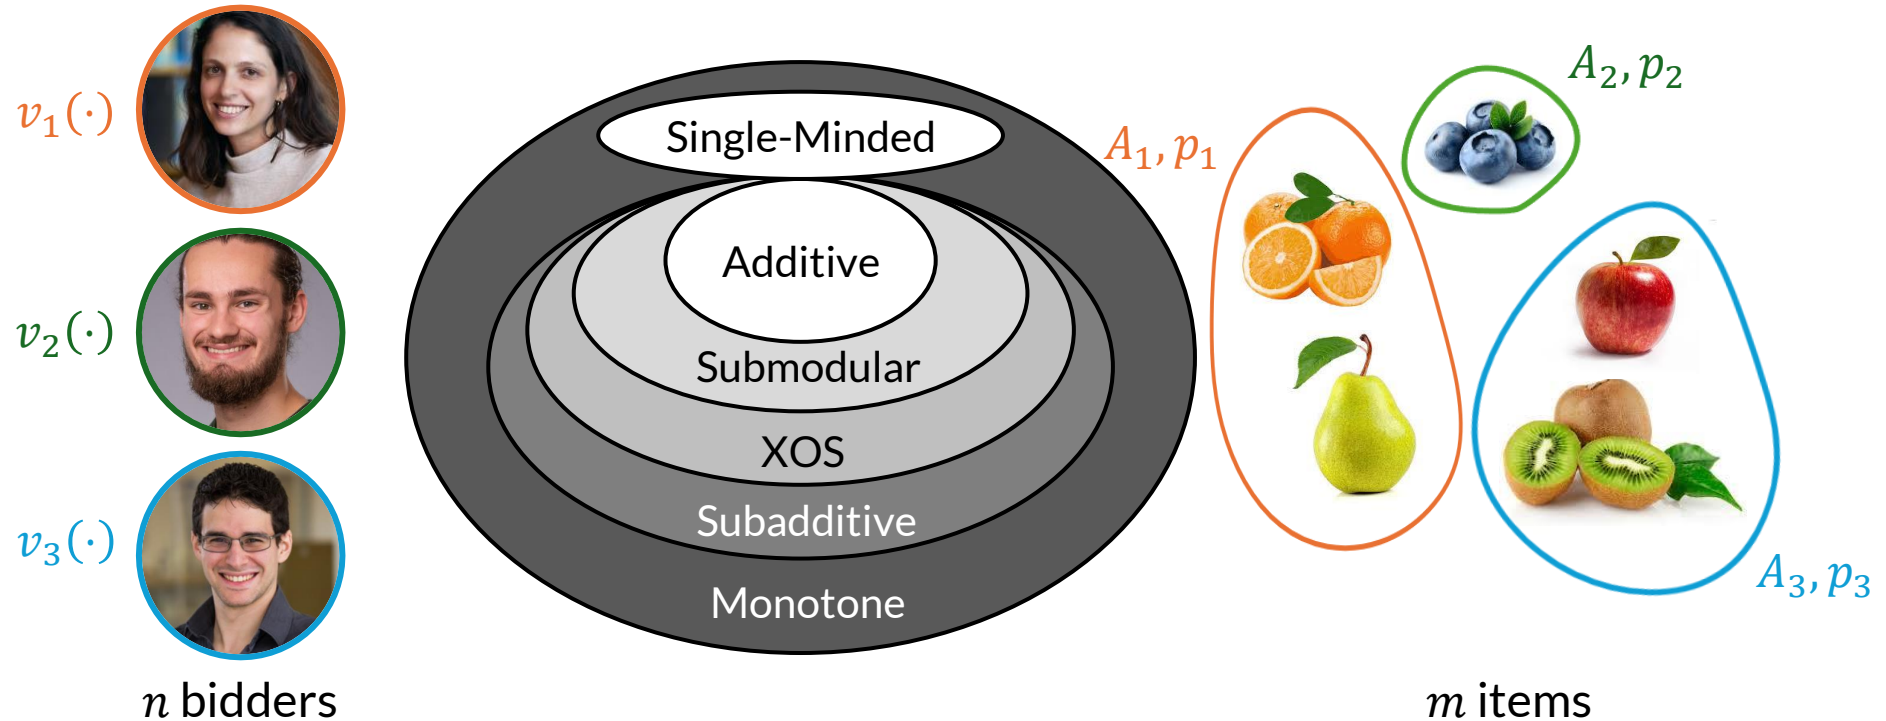 v₁(·)
v₂(·)
v₃(·)
n bidders
Single-Minded
Additive
Submodular
XOS
Subadditive
Monotone
A₁, p₁
A₂, p₂
A₃, p₃
m items